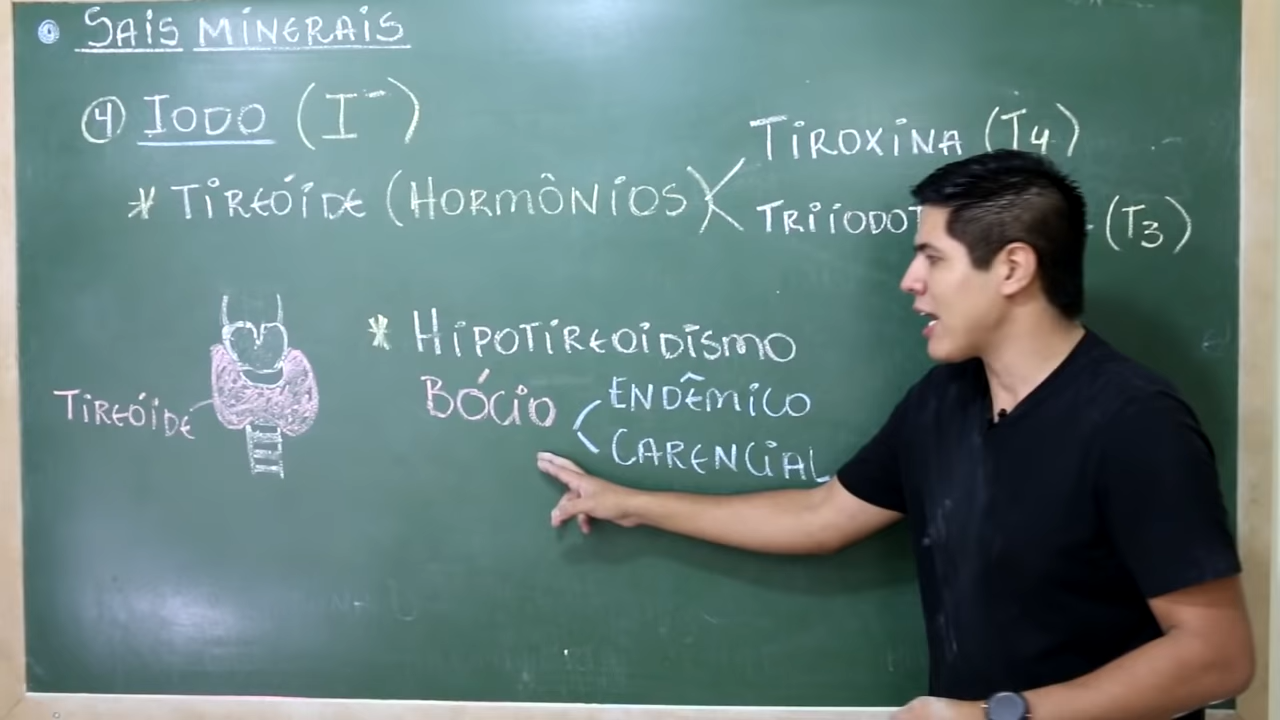 SAIS MINERAIS
4 IODO (I⁻)
* TIREÓIDE (HORMÔNIOS)
TIROXINA (T4)
(T3)
* HIPOTIREOIDISMO
BÓCIO
ENDÊMICO
CARENCIAL
TIREÓIDE